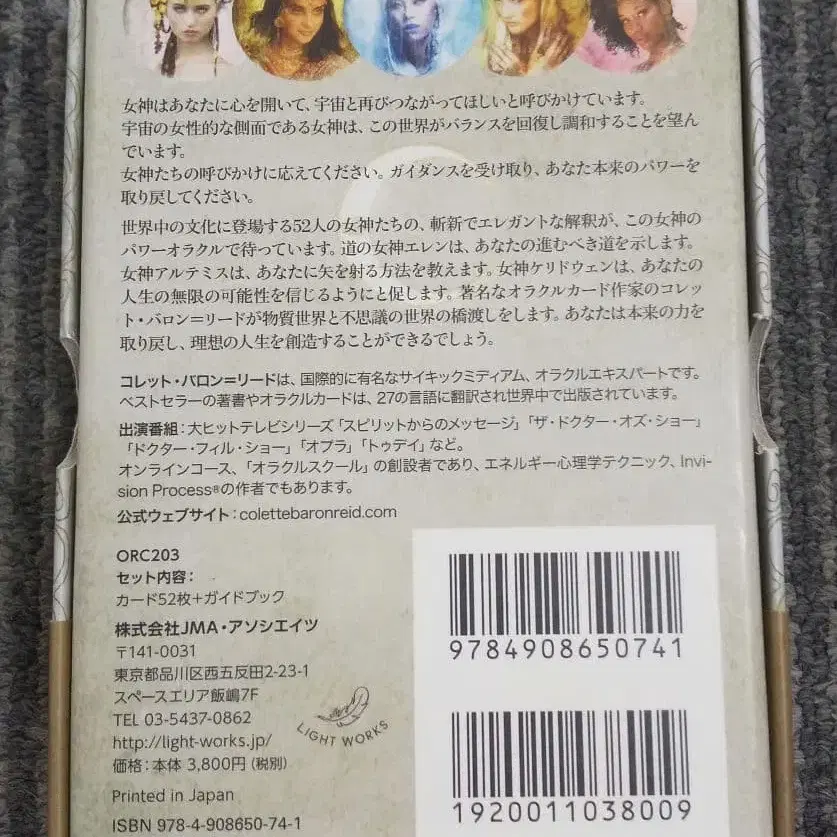 女神はあなたに心を開いて、宇宙と再びつながってほしいと呼びかけています。
宇宙の女性的な側面である女神は、この世界がバランスを回復し調和することを望ん
でいます。
女神たちの呼びかけに応えてください。ガイダンスを受け取り、あなた本来のパワーを
取り戻してください。
世界中の文化に登場する52人の女神たちの、斬新でエレガントな解釈が、この女神の
パワーオラクルで待っています。道の女神エレンは、あなたの進むべき道を示します。
女神アルテミスは、あなたに矢を射る方法を教えます。女神ケリドウェンは、あなたの
人生の無限の可能性を信じるようにと促します。著名なオラクルカード作家のコレッ
ト・バロン＝リードが物質世界と不思議の世界の橋渡しをします。あなたは本来の力を
取り戻し、理想の人生を創造することができるでしょう。
コレット・バロン＝リードは、国際的に有名なサイキックミディアム、オラクルエキスパートです。
ベストセラーの著書やオラクルカードは、27の言語に翻訳され世界中で出版されています。
出演番組：大ヒットテレビシリーズ「スピリットからのメッセージ」「ザ・ドクター・オズ・ショー」
「ドクター・フィル・ショー」「オプラ」「トゥデイ」など。
オンラインコース、「オラクルスクール」の創設者であり、エネルギー心理学テクニック、Invi-
sion Process®の作者でもあります。
公式ウェブサイト：colettebaronreid.com
ORC203
セット内容：
カード52枚＋ガイドブック
株式会社JMA・アソシエイツ
〒141-0031
東京都品川区西五反田2-23-1
スペースエリア飯嶋7F
TEL 03-5437-0862
http://light-works.jp/
価格：本体 3,800円（税別）
Printed in Japan
ISBN 978-4-908650-74-1
LIGHT WORKS
9784908650741
1920011038009